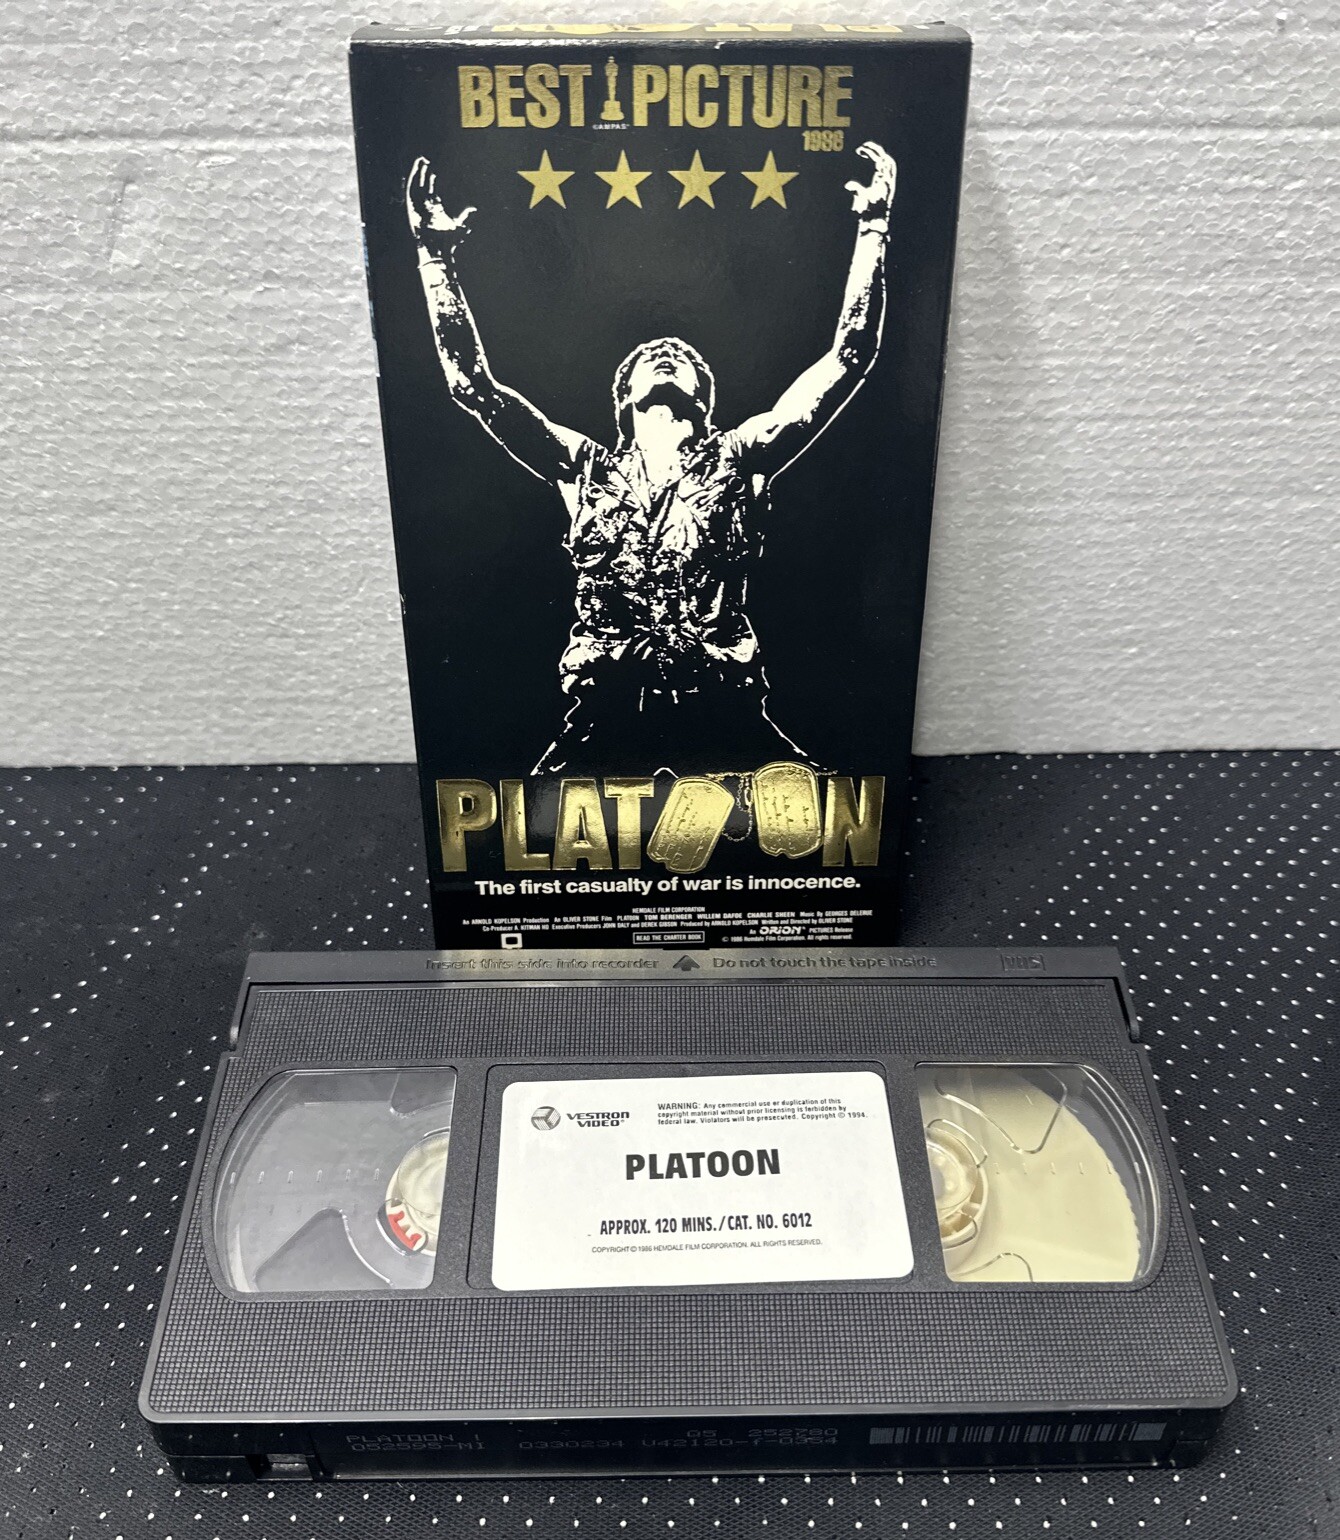 PLATOON
BEST PICTURE
©AMPAS®
1986
PLATOON
The first casualty of war is innocence.
HEMDALE FILM CORPORATION
An ARNOLD KOPELSON Production An OLIVER STONE Film PLATOON TOM BERENGER WILLEM DAFOE CHARLIE SHEEN Music By GEORGES DELERUE
Co-Producer A. KITMAN HO Executive Producers JOHN DALY and DEREK GIBSON Produced by ARNOLD KOPELSON Written and Directed by OLIVER STONE
An ORION® PICTURES Release
READ THE CHARTER BOOK
© 1986 Hemdale Film Corporation. All rights reserved.
Insert this side into recorder Do not touch the tape inside VHS
VESTRON VIDEO®
WARNING: Any commercial use or duplication of this
copyright material without prior licensing is forbidden by
federal law. Violators will be prosecuted. Copyright © 1994.
PLATOON
APPROX. 120 MINS./CAT. NO. 6012
COPYRIGHT © 1986 HEMDALE FILM CORPORATION. ALL RIGHTS RESERVED.
PLATOON 05 252780
052595-MI 0330234